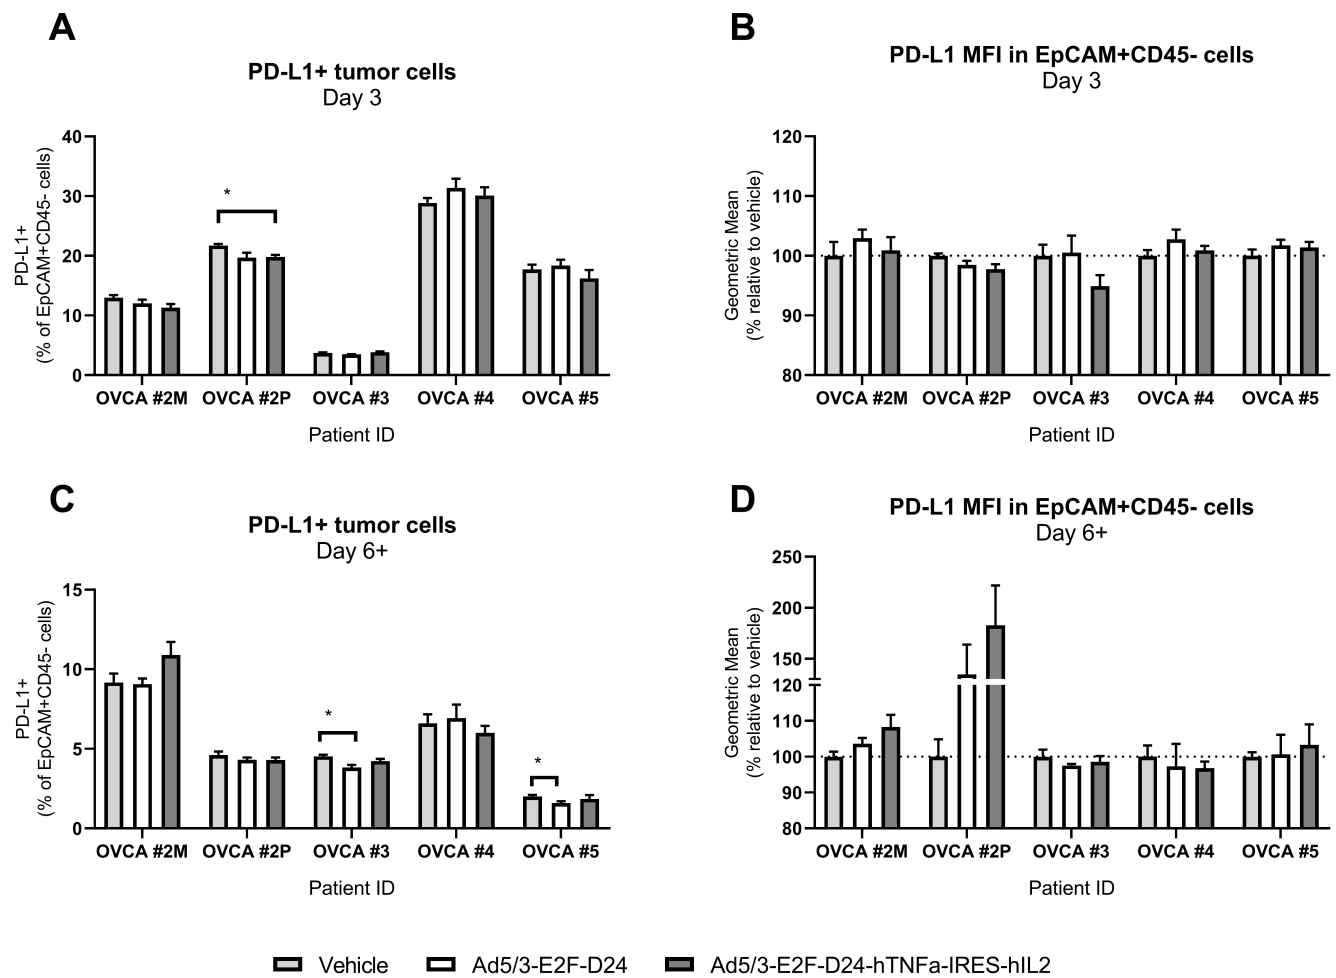 A
PD-L1+ tumor cells
Day 3
PD-L1+
(% of EpCAM+CD45- cells)
40
30
20
10
0
*
OVCA #2M OVCA #2P OVCA #3 OVCA #4 OVCA #5
Patient ID
B
PD-L1 MFI in EpCAM+CD45- cells
Day 3
Geometric Mean
(% relative to vehicle)
120
110
100
90
80
OVCA #2M OVCA #2P OVCA #3 OVCA #4 OVCA #5
Patient ID
C
PD-L1+ tumor cells
Day 6+
PD-L1+
(% of EpCAM+CD45- cells)
15
10
5
0
*
*
OVCA #2M OVCA #2P OVCA #3 OVCA #4 OVCA #5
Patient ID
D
PD-L1 MFI in EpCAM+CD45- cells
Day 6+
Geometric Mean
(% relative to vehicle)
250
200
150
120
110
100
90
80
OVCA #2M OVCA #2P OVCA #3 OVCA #4 OVCA #5
Patient ID
Vehicle Ad5/3-E2F-D24 Ad5/3-E2F-D24-hTNFa-IRES-hIL2